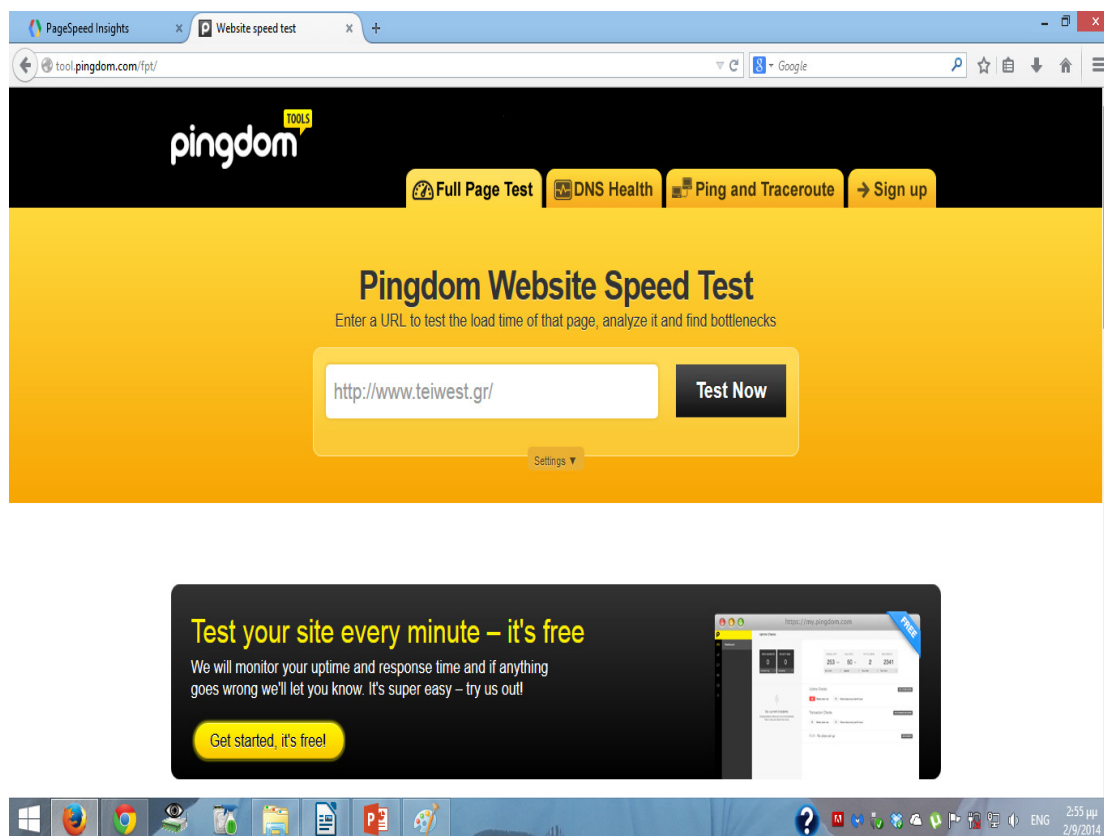 PageSpeed Insights
Website speed test
tool.pingdom.com/fpt/
Google
pingdom
TOOLS
Full Page Test
DNS Health
Ping and Traceroute
Sign up
Pingdom Website Speed Test
Enter a URL to test the load time of that page, analyze it and find bottlenecks
http://www.teiwest.gr/
Test Now
Settings ▼
Test your site every minute – it's free
We will monitor your uptime and response time and if anything
goes wrong we'll let you know. It's super easy – try us out!
Get started, it's free!
https://my.pingdom.com
FREE
ENG
2:55 μμ
2/9/2014